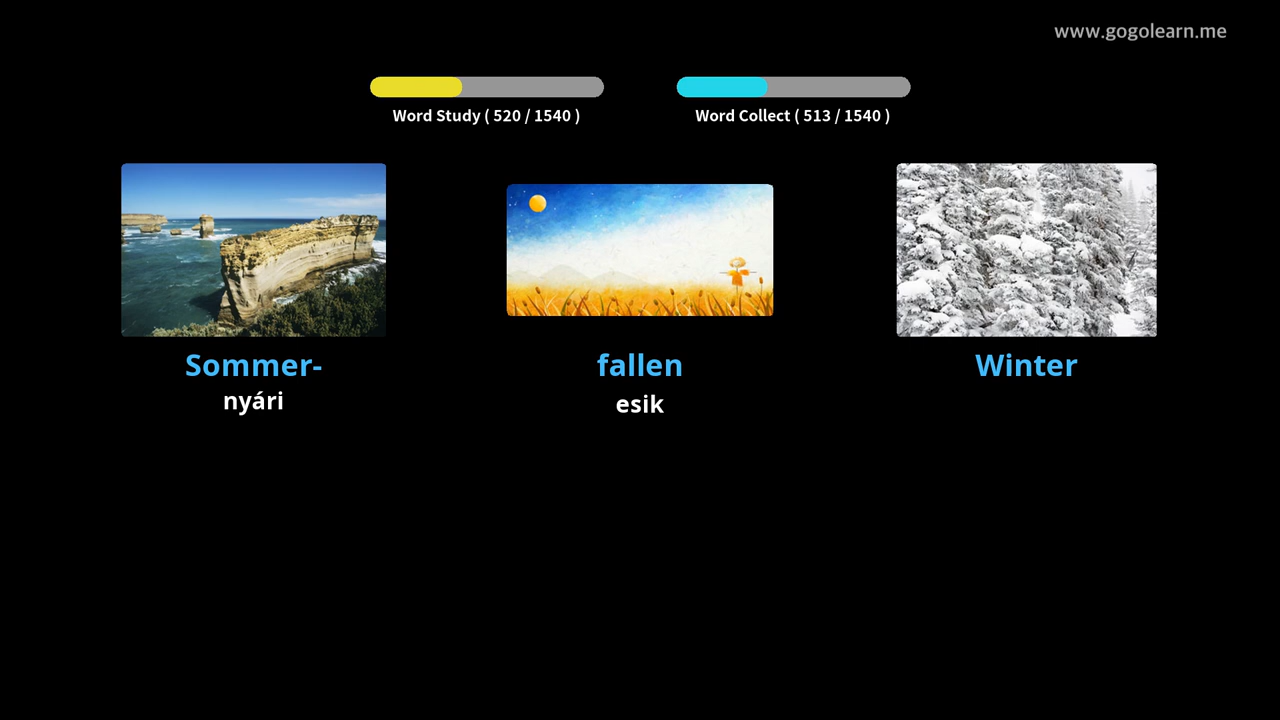 www.gogolearn.me
Word Study ( 520 / 1540 )
Word Collect ( 513 / 1540 )
Sommer-
nyári
fallen
esik
Winter